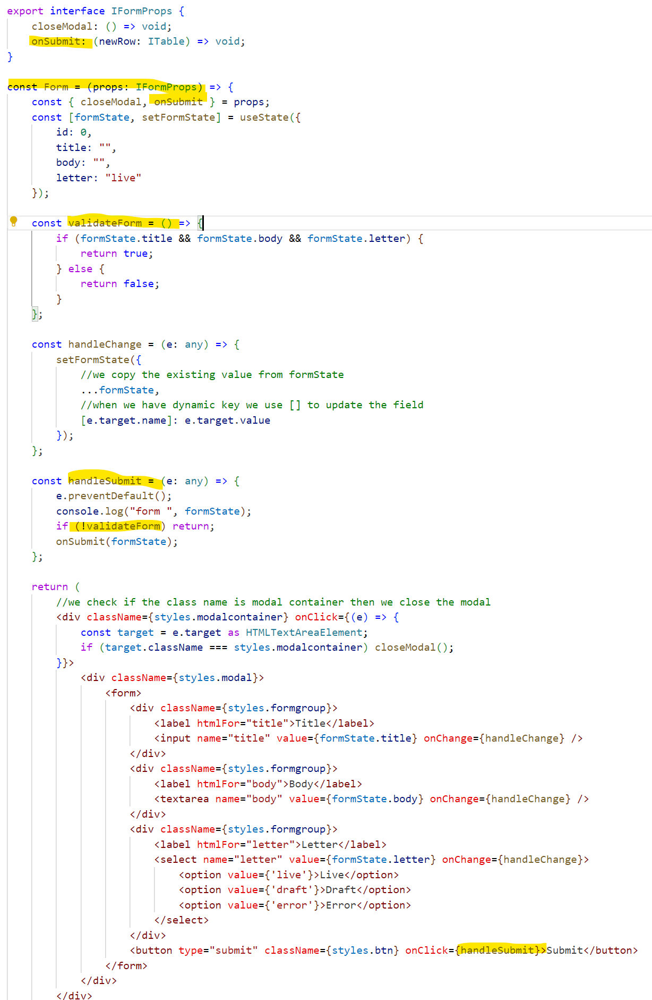 export interface IFormProps {
    closeModal: () => void;
    onSubmit: (newRow: ITable) => void;
}
const Form = (props: IFormProps) => {
    const { closeModal, onSubmit } = props;
    const [formState, setFormState] = useState({
        id: 0,
        title: "",
        body: "",
        letter: "live"
    });
    const validateForm = () => {
        if (formState.title && formState.body && formState.letter) {
            return true;
        } else {
            return false;
        }
    };
    const handleChange = (e: any) => {
        setFormState({
            //we copy the existing value from formState
            ...formState,
            //when we have dynamic key we use [] to update the field
            [e.target.name]: e.target.value
        });
    };
    const handleSubmit = (e: any) => {
        e.preventDefault();
        console.log("form ", formState);
        if (!validateForm) return;
        onSubmit(formState);
    };
    return (
        //we check if the class name is modal container then we close the modal
        <div className={styles.modalcontainer} onClick={(e) => {
            const target = e.target as HTMLTextAreaElement;
            if (target.className === styles.modalcontainer) closeModal();
        }}>
            <div className={styles.modal}>
                <form>
                    <div className={styles.formgroup}>
                        <label htmlFor="title">Title</label>
                        <input name="title" value={formState.title} onChange={handleChange} />
                    </div>
                    <div className={styles.formgroup}>
                        <label htmlFor="body">Body</label>
                        <textarea name="body" value={formState.body} onChange={handleChange} />
                    </div>
                    <div className={styles.formgroup}>
                        <label htmlFor="letter">Letter</label>
                        <select name="letter" value={formState.letter} onChange={handleChange}>
                            <option value={'live'}>Live</option>
                            <option value={'draft'}>Draft</option>
                            <option value={'error'}>Error</option>
                        </select>
                    </div>
                    <button type="submit" className={styles.btn} onClick={handleSubmit}>Submit</button>
                </form>
            </div>
        </div>